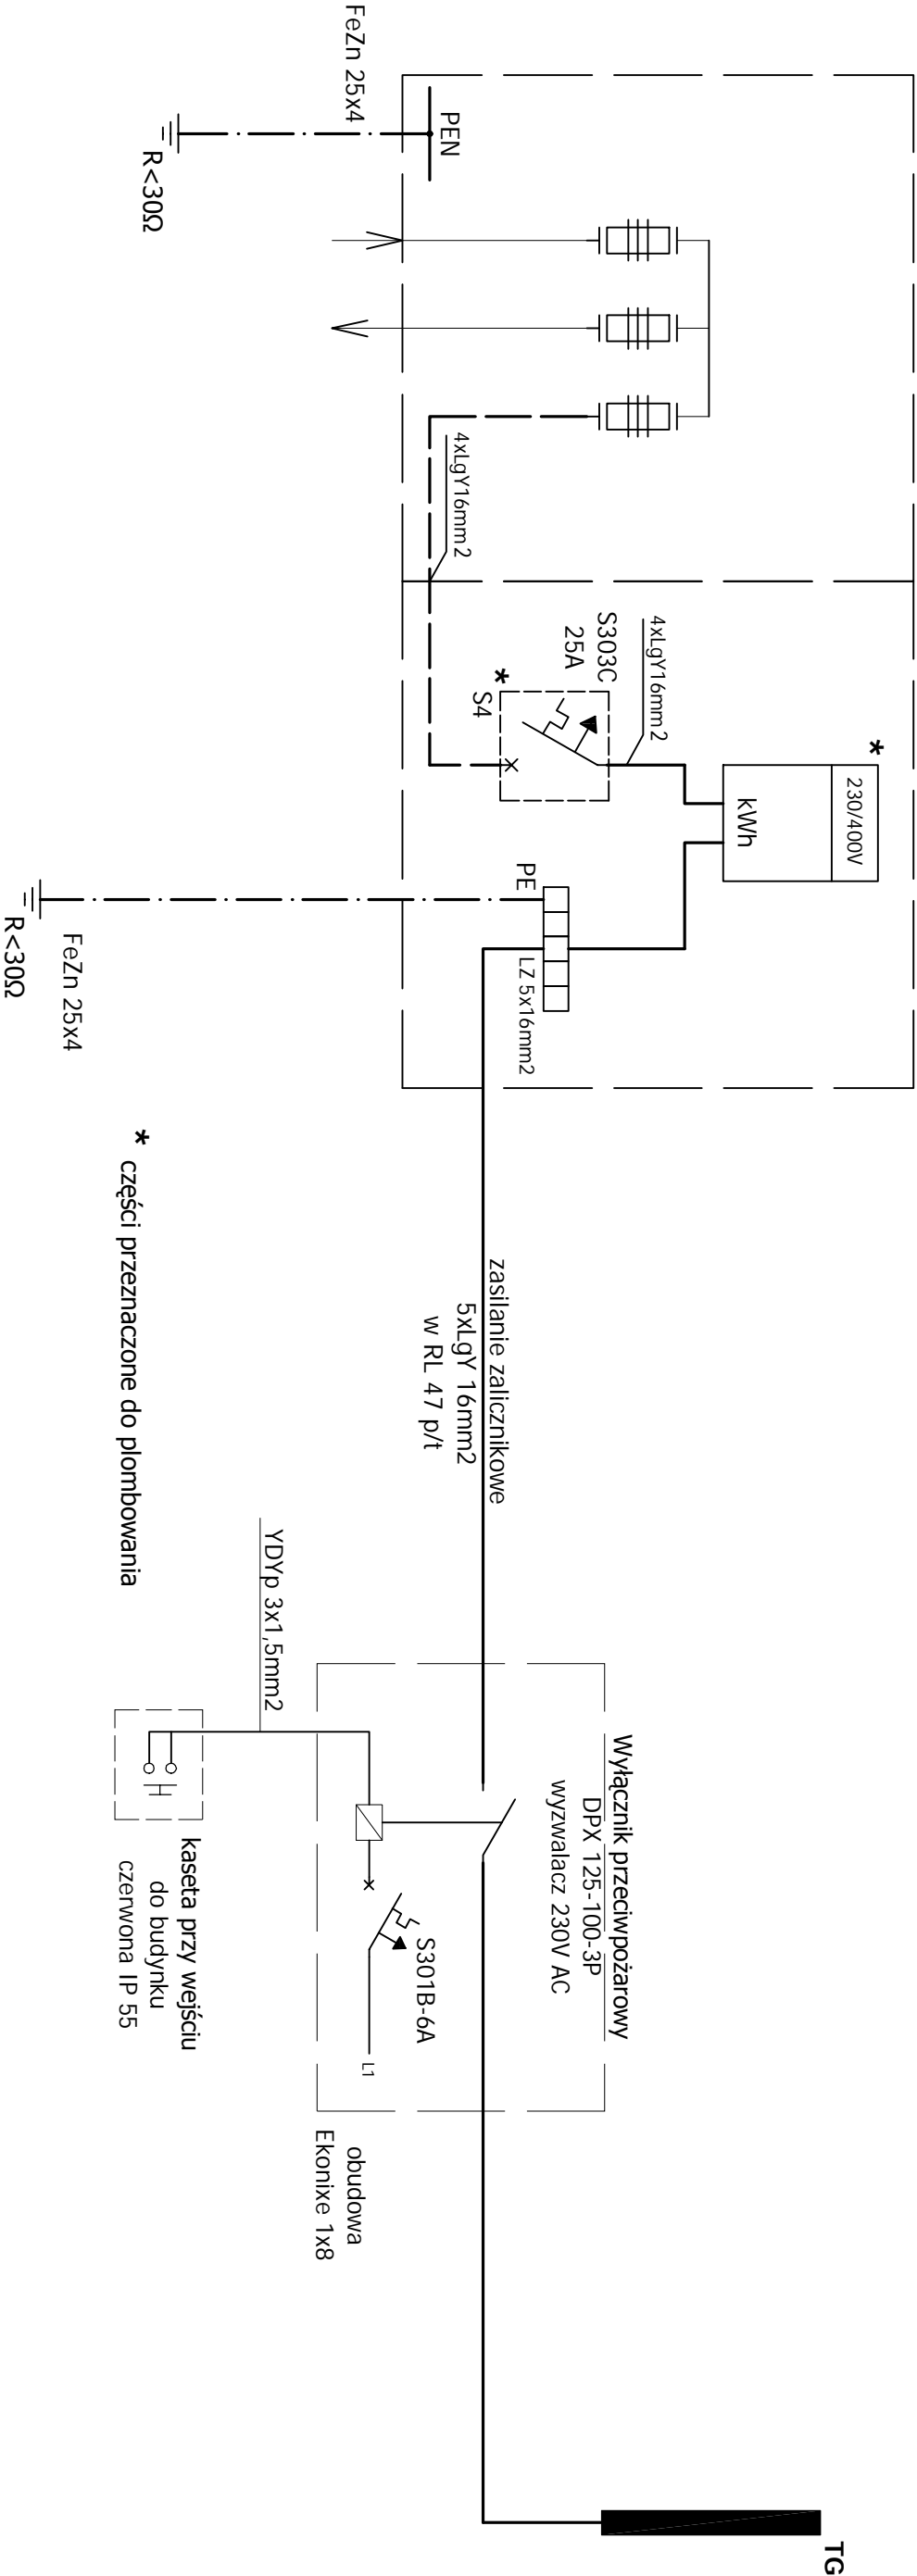 FeZn 25x4
PEN
R<30Ω
4xLgY16mm2
S303C
25A
*
S4
4xLgY16mm2
*
230/400V
kWh
PE
LZ 5x16mm2
FeZn 25x4
R<30Ω
* części przeznaczone do plombowania
zasilanie zalicznikowe
5xLgY 16mm2
w RL 47 p/t
YDYp 3x1,5mm2
Wyłącznik przeciwpożarowy
DPX 125-100-3P
wyzwalacz 230V AC
S301B-6A
L1
kaseta przy wejściu
do budynku
czerwona IP 55
obudowa
Ekonixe 1x8
TG